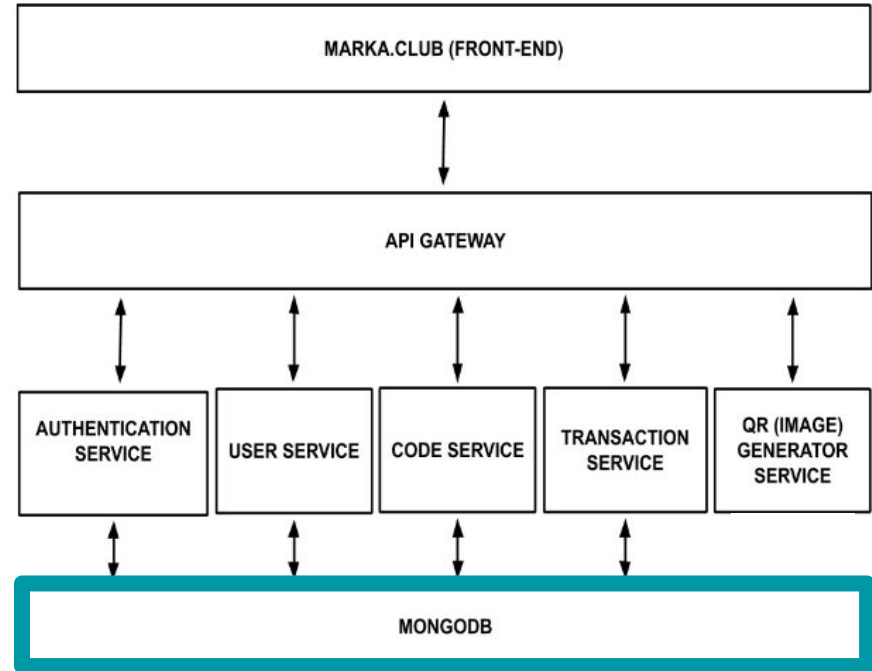 MARKA.CLUB (FRONT-END)
API GATEWAY
AUTHENTICATION
SERVICE
USER SERVICE
CODE SERVICE
TRANSACTION
SERVICE
QR (IMAGE)
GENERATOR
SERVICE
MONGODB